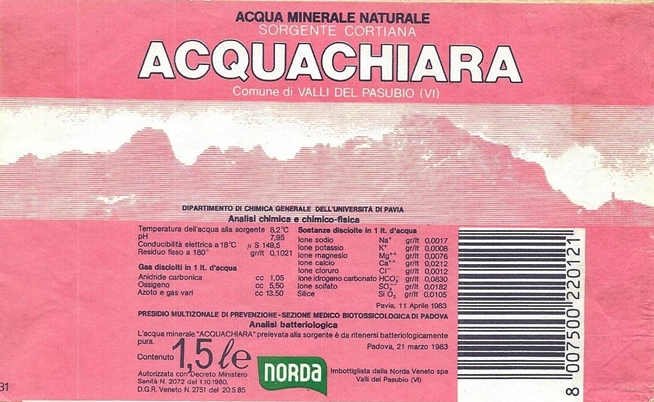 ACQUA MINERALE NATURALE
SORGENTE CORTIANA
ACQUACHIARA
Comune di VALLI DEL PASUBIO (VI)
DIPARTIMENTO DI CHIMICA GENERALE DELL'UNIVERSITÀ DI PAVIA
Analisi chimica e chimico-fisica
Temperatura dell'acqua alla sorgente 8,2°C
pH 7,95
Conducibilità elettrica a 18°C µ S 149,5
Residuo fisso a 180° gr/lt 0,1021
Gas disciolti in 1 lt. d'acqua
Anidride carbonica cc 1,05
Ossigeno cc 5,50
Azoto e gas vari cc 13,50
Sostanze disciolte in 1 lt. d'acqua
Ione sodio Na⁺ gr/lt 0,0017
Ione potassio K⁺ gr/lt 0,0008
Ione magnesio Mg⁺⁺ gr/lt 0,0076
Ione calcio Ca⁺⁺ gr/lt 0,0212
Ione cloruro Cl⁻ gr/lt 0,0012
Ione idrogeno carbonato HCO₃⁻ gr/lt 0,0830
Ione solfato SO₄⁻⁻ gr/lt 0,0182
Silice Si O₂ gr/lt 0,0105
Pavia, 11 Aprile 1983
PRESIDIO MULTIZONALE DI PREVENZIONE-SEZIONE MEDICO BIOTOSSICOLOGICA DI PADOVA
Analisi batteriologica
L'acqua minerale "ACQUACHIARA" prelevata alla sorgente è da ritenersi batteriologicamente
pura.
Padova, 21 marzo 1983
Contenuto 1,5 l e
Autorizzata con Decreto Ministero
Sanità N. 2072 del 1.10.1980.
D.G.R. Veneto N. 2751 del 20.5.85
NORDA
Imbottigliata dalla Norda Veneto spa
Valli del Pasubio (VI)
8 007500 220121
31